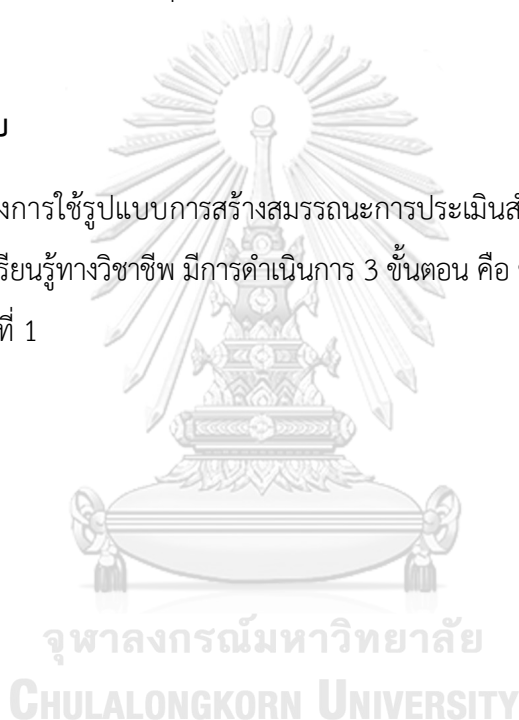 งการใช้รูปแบบการสร้างสมรรถนะการประเมินส
รียนรู้ทางวิชาชีพ มีการดำเนินการ 3 ขั้นตอน คือ
ที่ 1
จุฬาลงกรณ์มหาวิทยาลัย
CHULALONGKORN UNIVERSITY